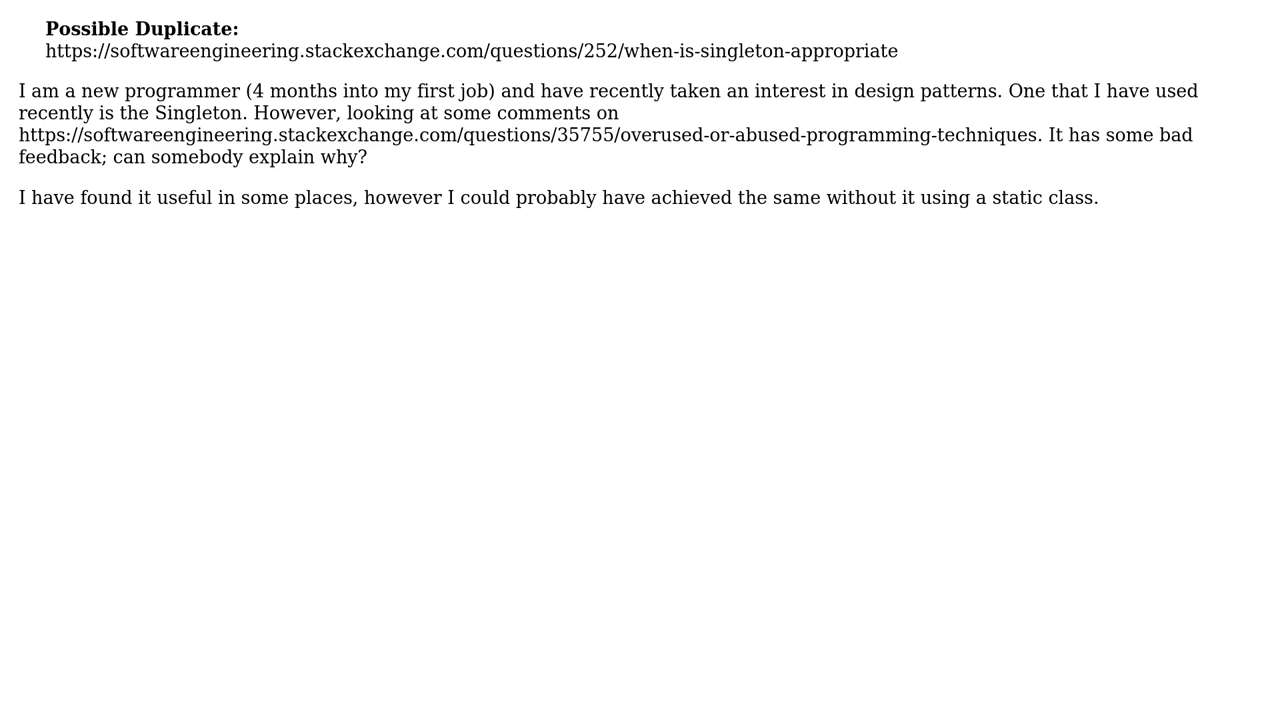 Possible Duplicate:
https://softwareengineering.stackexchange.com/questions/252/when-is-singleton-appropriate
I am a new programmer (4 months into my first job) and have recently taken an interest in design patterns. One that I have used
recently is the Singleton. However, looking at some comments on
https://softwareengineering.stackexchange.com/questions/35755/overused-or-abused-programming-techniques. It has some bad
feedback; can somebody explain why?
I have found it useful in some places, however I could probably have achieved the same without it using a static class.